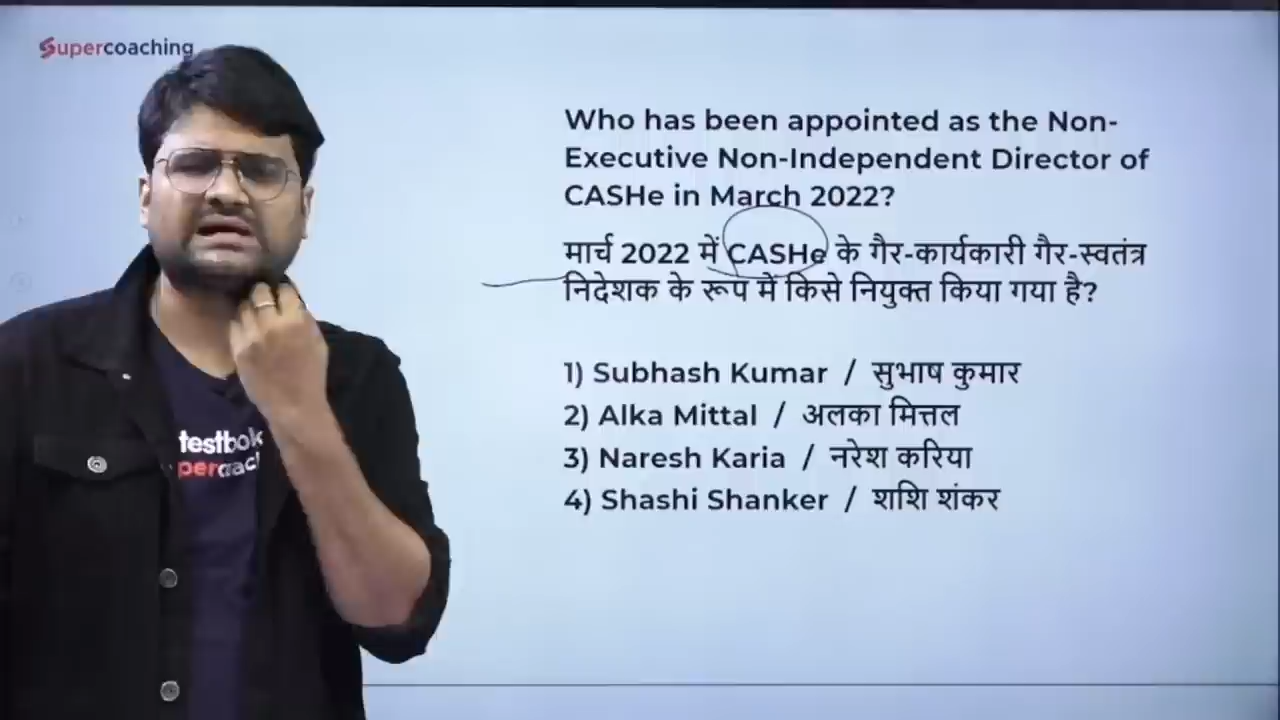 Supercoaching
Who has been appointed as the Non-
Executive Non-Independent Director of
CASHe in March 2022?
मार्च 2022 में CASHe के गैर-कार्यकारी गैर-स्वतंत्र
निदेशक के रूप में किसे नियुक्त किया गया है?
1) Subhash Kumar / सुभाष कुमार
2) Alka Mittal / अलका मित्तल
3) Naresh Karia / नरेश करिया
4) Shashi Shanker / शशि शंकर
testbo